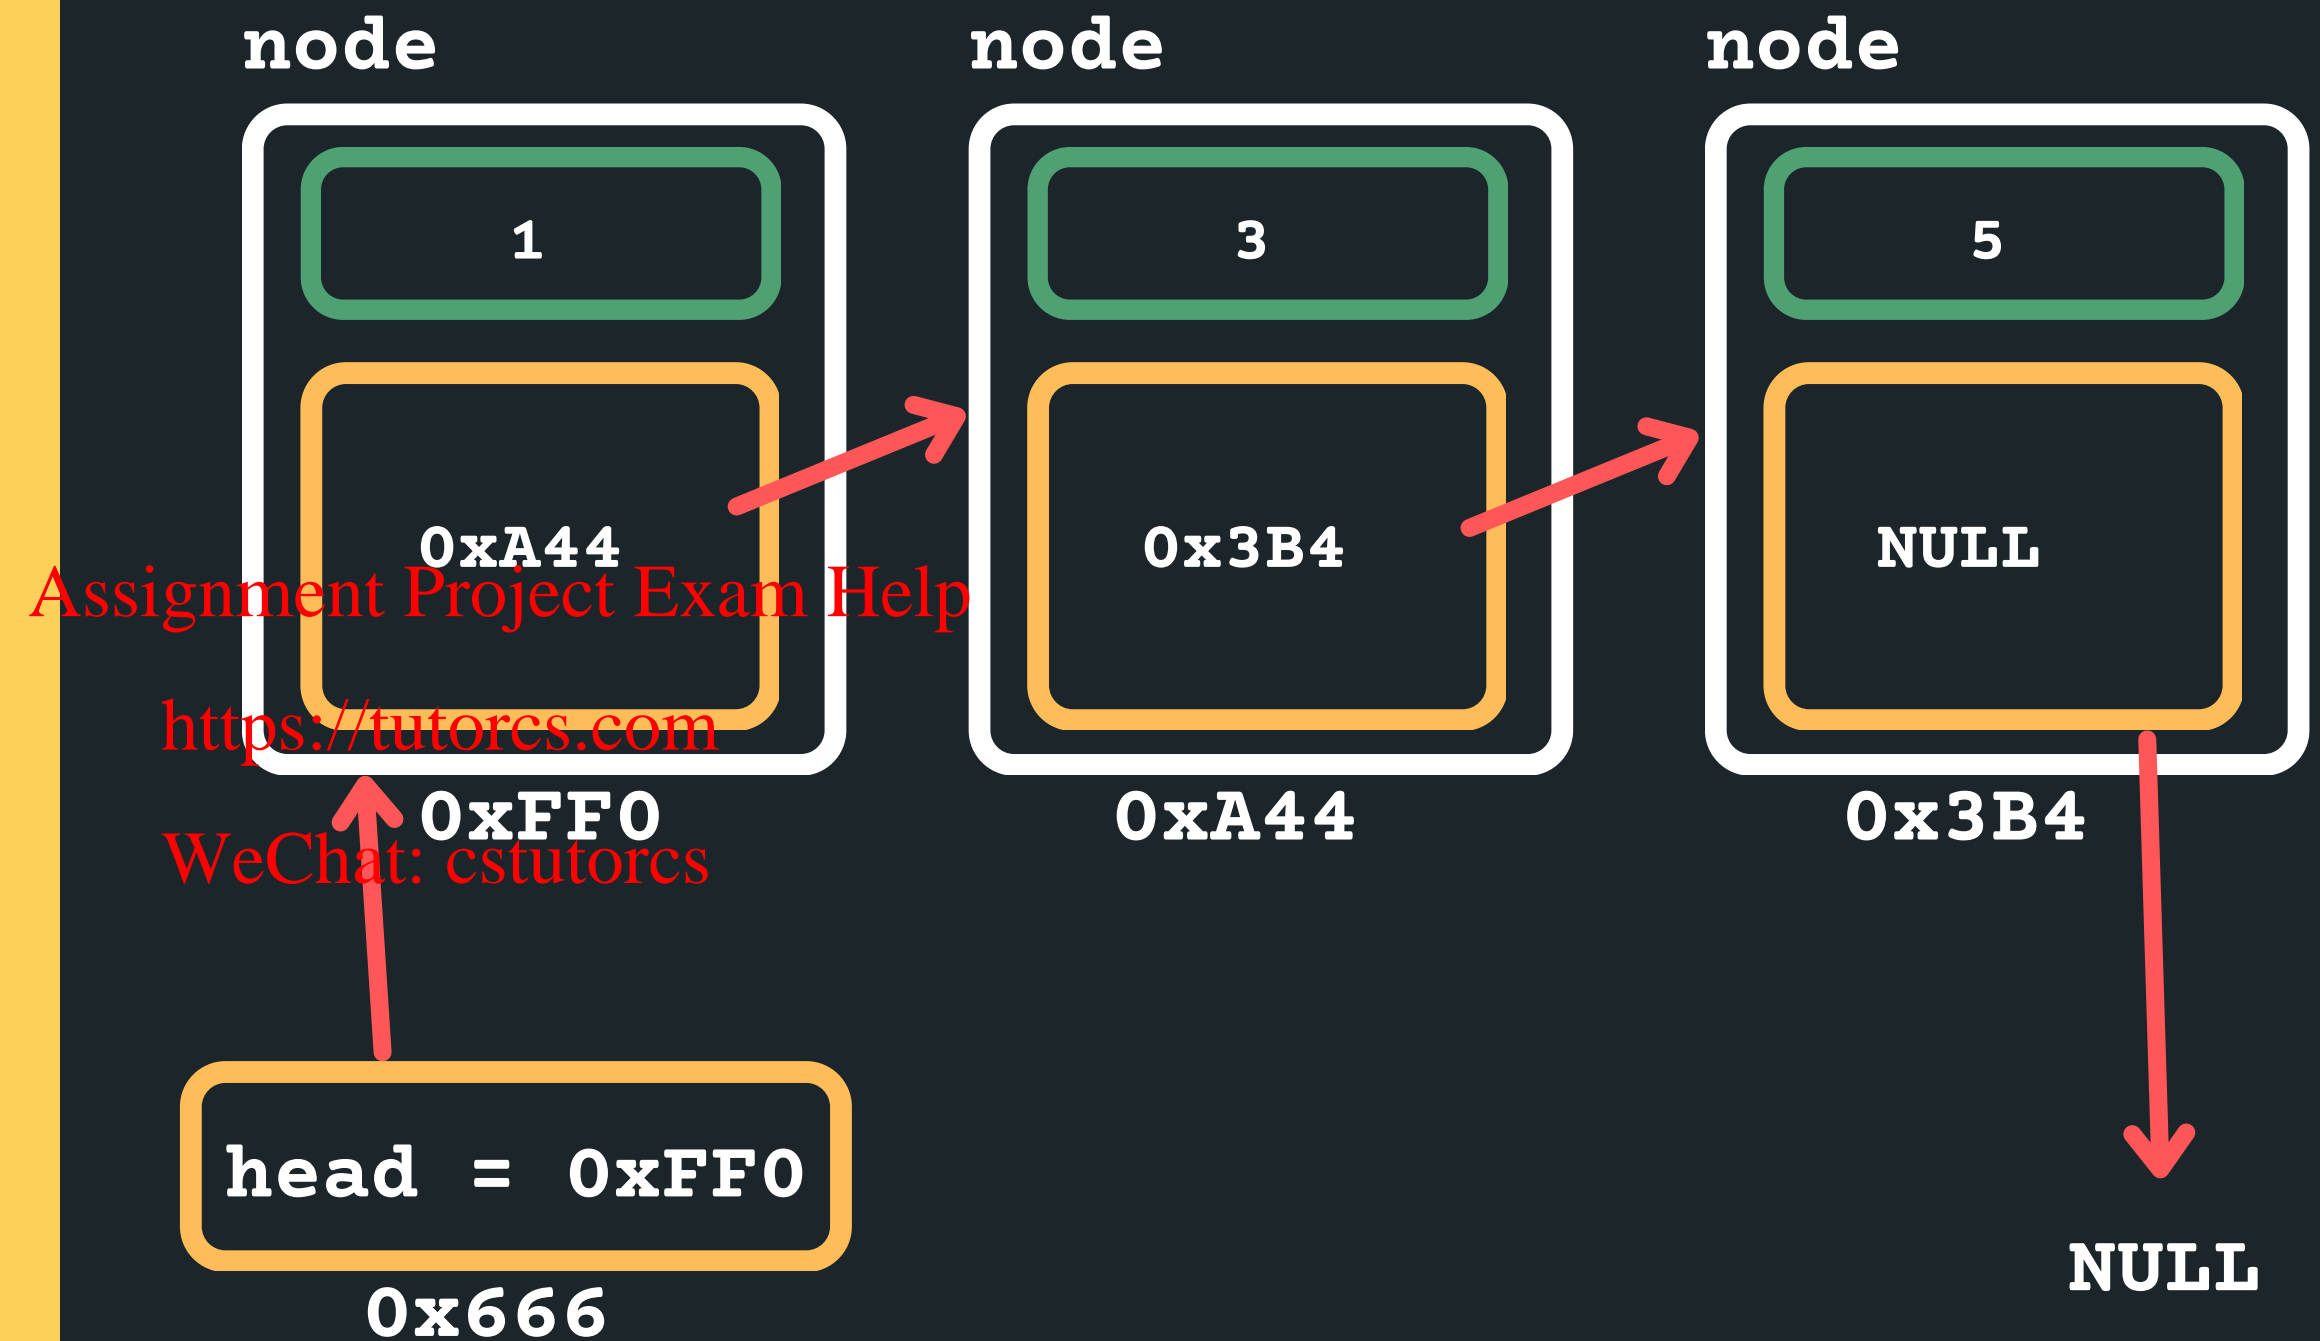 node node node
1 3 5
0xA44 0x3B4 NULL
Assignment Project Exam Help
https://tutorcs.com
0xFF0 0xA44 0x3B4
WeChat: cstutorcs
head = 0xFF0
NULL
0x666